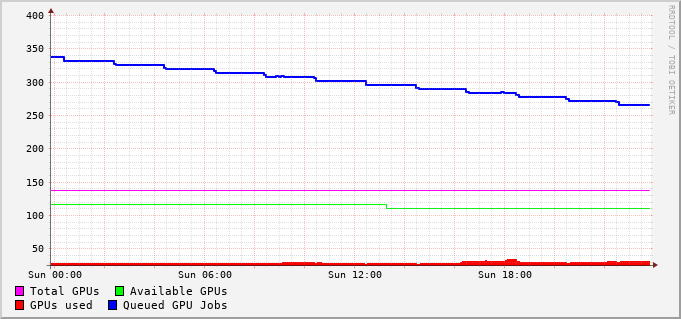 400
350
300
250
200
150
100
50
Sun 00:00 Sun 06:00 Sun 12:00 Sun 18:00
Total GPUs Available GPUs
GPUs used Queued GPU Jobs
RRDTOOL / TOBI OETIKER